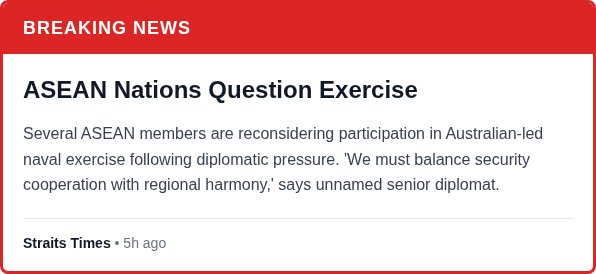 BREAKING NEWS
ASEAN Nations Question Exercise
Several ASEAN members are reconsidering participation in Australian-led
naval exercise following diplomatic pressure. 'We must balance security
cooperation with regional harmony,' says unnamed senior diplomat.
Straits Times • 5h ago